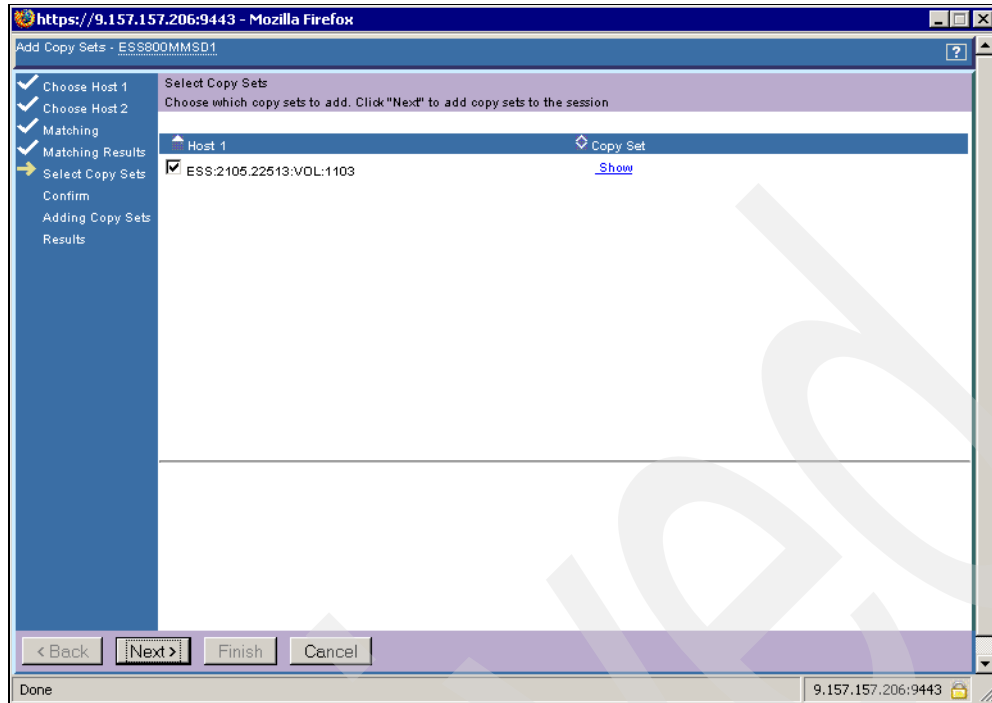 https://9.157.157.206:9443 - Mozilla Firefox
Add Copy Sets - ESS800MMSD1
?
Choose Host 1
Choose Host 2
Matching
Matching Results
Select Copy Sets
Confirm
Adding Copy Sets
Results
Select Copy Sets
Choose which copy sets to add. Click "Next" to add copy sets to the session
Host 1 Copy Set
ESS:2105.22513:VOL:1103 Show
< Back Next > Finish Cancel
Done 9.157.157.206:9443